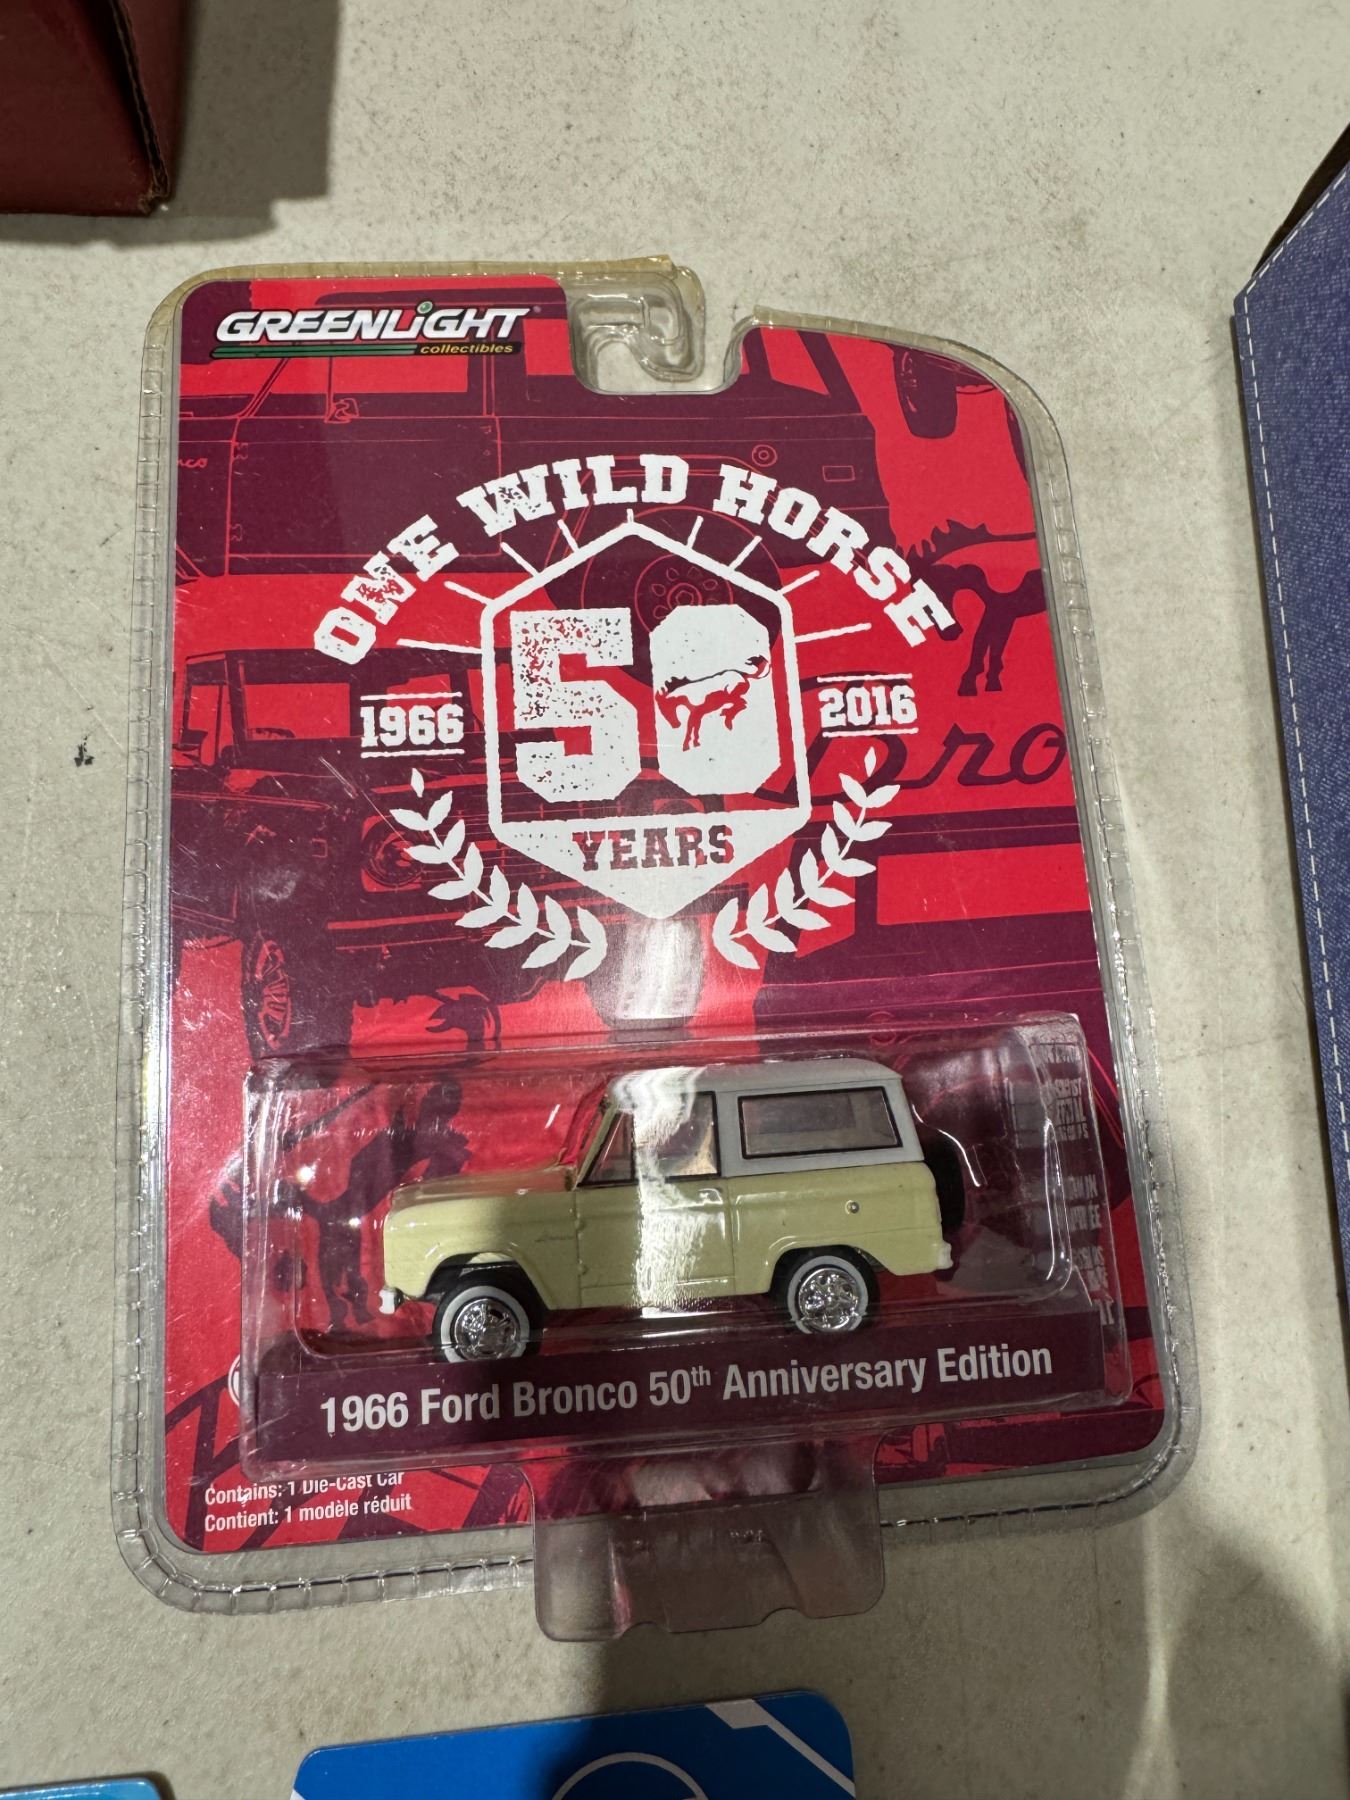 GREENLIGHT
collectibles
ONE WILD HORSE
50
1966
2016
YEARS
1966 Ford Bronco 50th Anniversary Edition
Contains: 1 Die-Cast Car
Contient: 1 modèle réduit